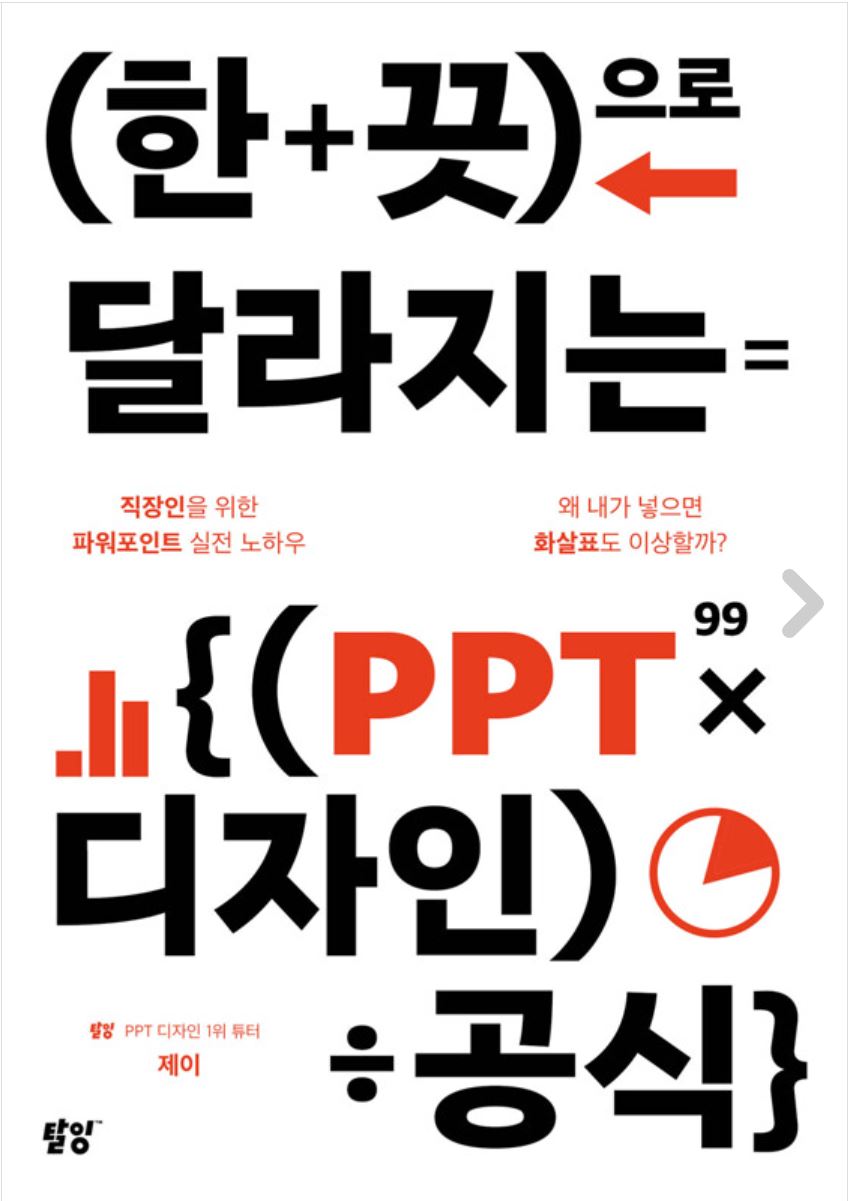 (한+끗)으로
달라지는=
직장인을 위한
파워포인트 실전 노하우
왜 내가 넣으면
화살표도 이상할까?
{(PPT⁹⁹×
디자인)
÷공식}
탈잉 PPT 디자인 1위 튜터
제이
탈잉™